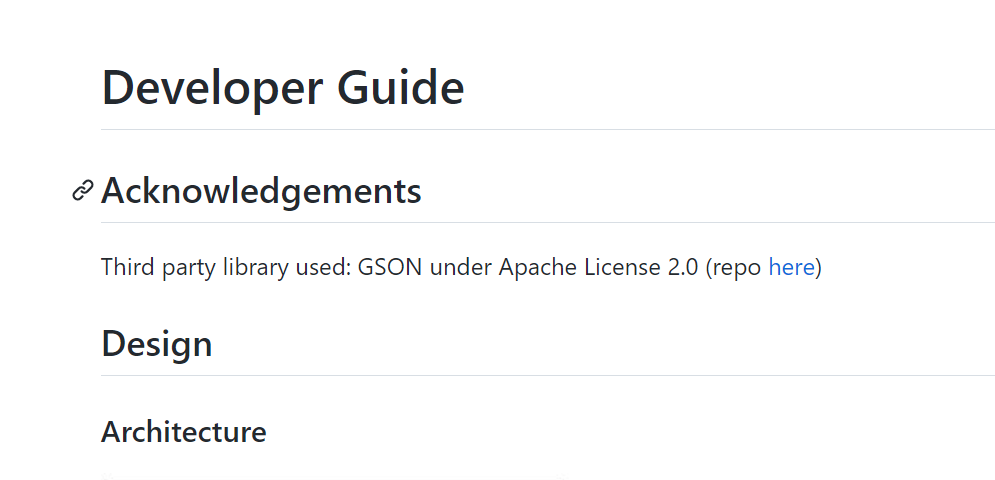 Developer Guide
Acknowledgements
Third party library used: GSON under Apache License 2.0 (repo here)
Design
Architecture